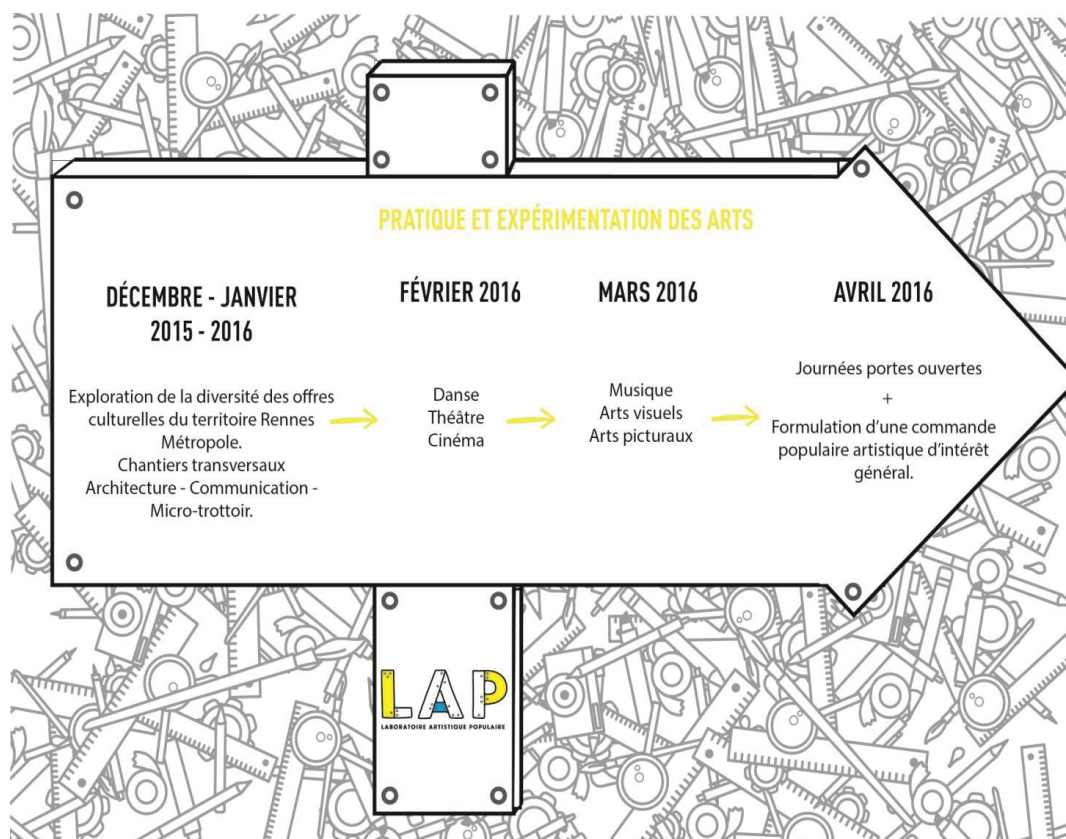 PRATIQUE ET EXPÉRIMENTATION DES ARTS
DÉCEMBRE - JANVIER
2015 - 2016
Exploration de la diversité des offres
culturelles du territoire Rennes
Métropole.
Chantiers transversaux
Architecture - Communication -
Micro-trottoir.
FÉVRIER 2016
Danse
Théâtre
Cinéma
MARS 2016
Musique
Arts visuels
Arts picturaux
AVRIL 2016
Journées portes ouvertes
+
Formulation d'une commande
populaire artistique d'intérêt
général.
LAP
LABORATOIRE ARTISTIQUE POPULAIRE